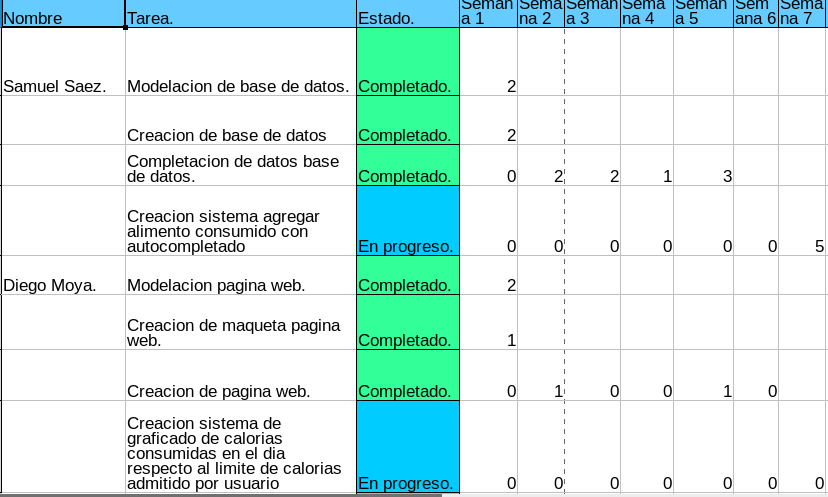 Nombre Tarea. Estado. Seman a 1 Sema na 2 Seman a 3 Sema na 4 Seman a 5 Sem ana 6 Sema na 7
Samuel Saez. Modelacion de base de datos. Completado. 2
Creacion de base de datos Completado. 2
Completacion de datos base
de datos. Completado. 0 2 2 1 3
Creacion sistema agregar
alimento consumido con
autocompletado En progreso. 0 0 0 0 0 0 5
Diego Moya. Modelacion pagina web. Completado. 2
Creacion de maqueta pagina
web. Completado. 1
Creacion de pagina web. Completado. 0 1 0 0 1 0
Creacion sistema de
graficado de calorias
consumidas en el dia
respecto al limite de calorias
admitido por usuario En progreso. 0 0 0 0 0 0 0